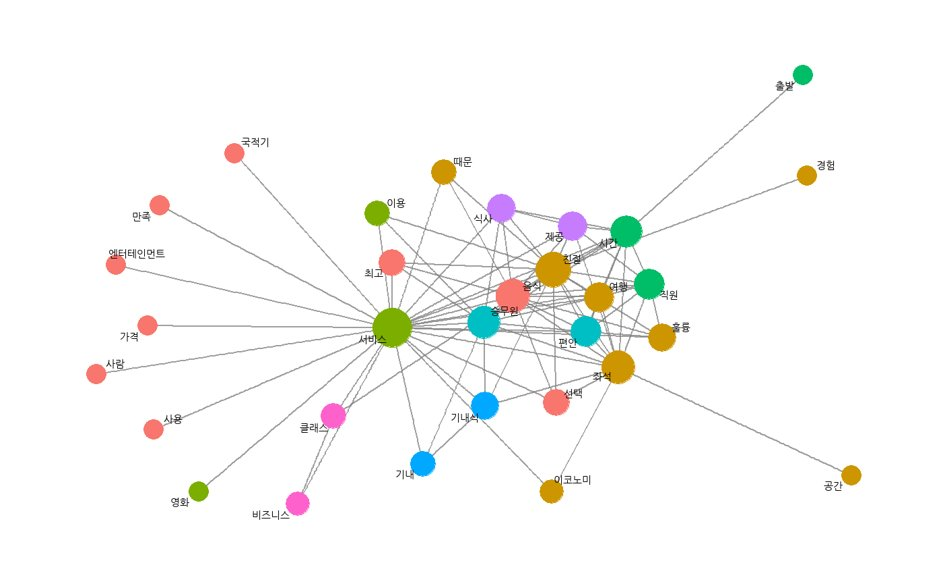 출발
국적기
때문
경험
이용
만족
식사
제공
시간
엔터테인먼트
최고
친절
음식
여행
직원
승무원
훌륭
가격
서비스
편안
사람
좌석
선택
사용
클래스
기내식
기내
이코노미
공간
영화
비즈니스